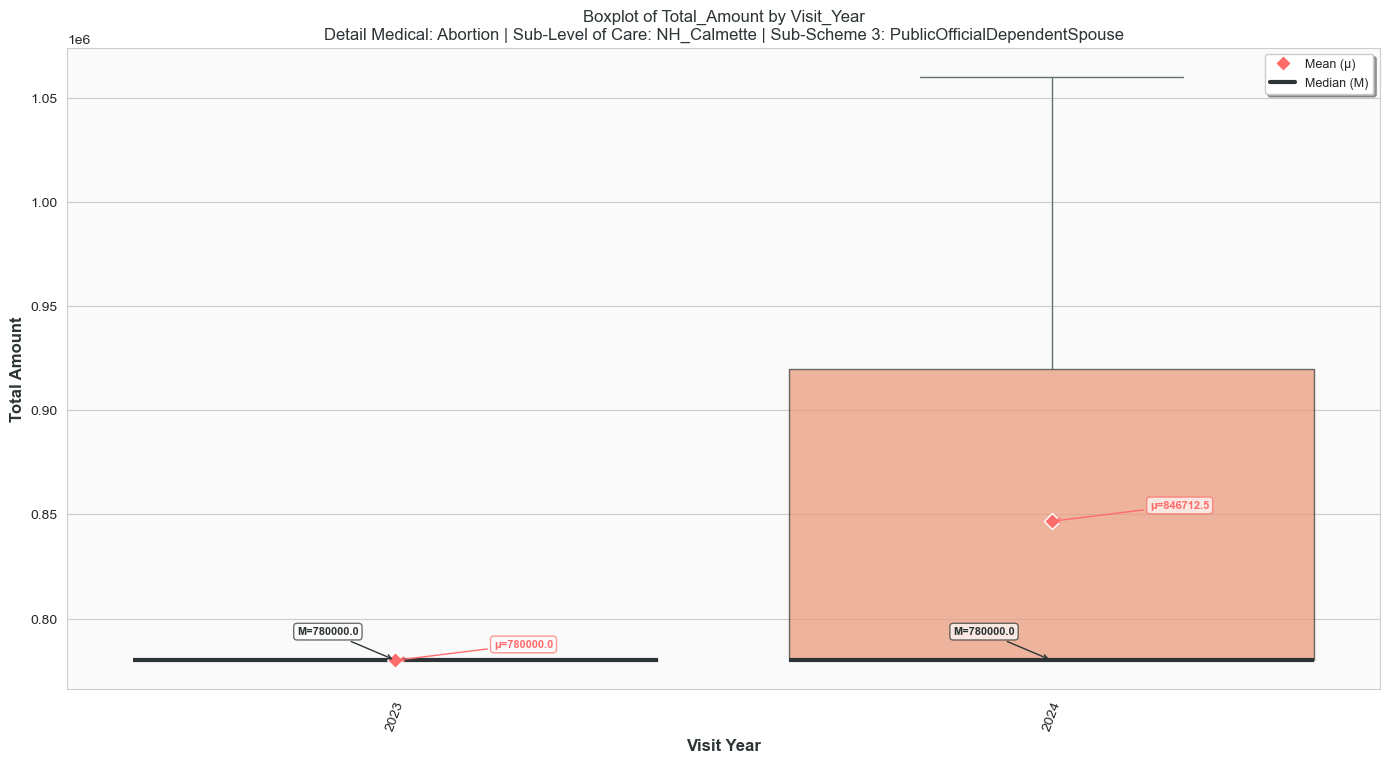 Boxplot of Total_Amount by Visit_Year
Detail Medical: Abortion | Sub-Level of Care: NH_Calmette | Sub-Scheme 3: PublicOfficialDependentSpouse
1e6
Mean (μ)
Median (M)
1.05
1.00
0.95
0.90
0.85
0.80
Total Amount
M=780000.0
μ=780000.0
μ=846712.5
M=780000.0
2023
2024
Visit Year